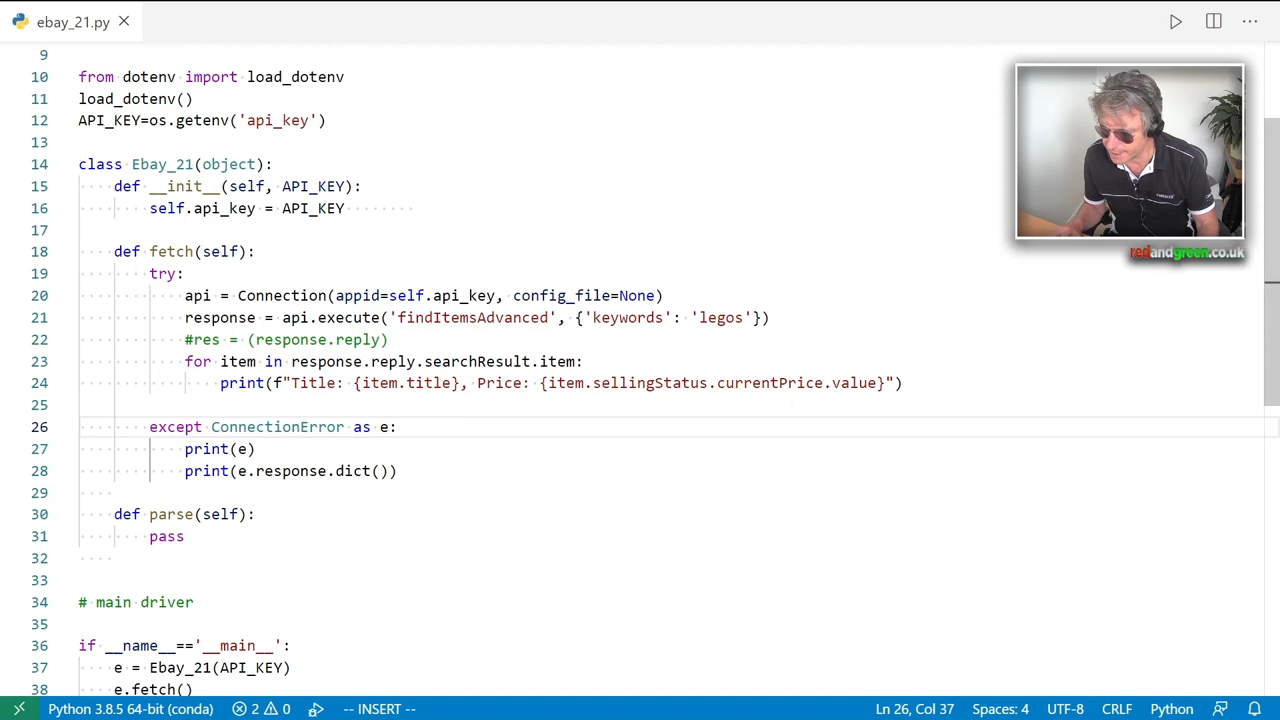 ebay_21.py
9
10 from dotenv import load_dotenv
11 load_dotenv()
12 API_KEY=os.getenv('api_key')
13
14 class Ebay_21(object):
15 def __init__(self, API_KEY):
16 self.api_key = API_KEY
17
18 def fetch(self):
19 try:
20 api = Connection(appid=self.api_key, config_file=None)
21 response = api.execute('findItemsAdvanced', {'keywords': 'legos'})
22 #res = (response.reply)
23 for item in response.reply.searchResult.item:
24 print(f"Title: {item.title}, Price: {item.sellingStatus.currentPrice.value}")
25
26 except ConnectionError as e:
27 print(e)
28 print(e.response.dict())
29
30 def parse(self):
31 pass
32
33
34 # main driver
35
36 if __name__=='__main__':
37 e = Ebay_21(API_KEY)
38 e.fetch()
redandgreen.co.uk
Python 3.8.5 64-bit (conda) 2 0 -- INSERT -- Ln 26, Col 37 Spaces: 4 UTF-8 CRLF Python